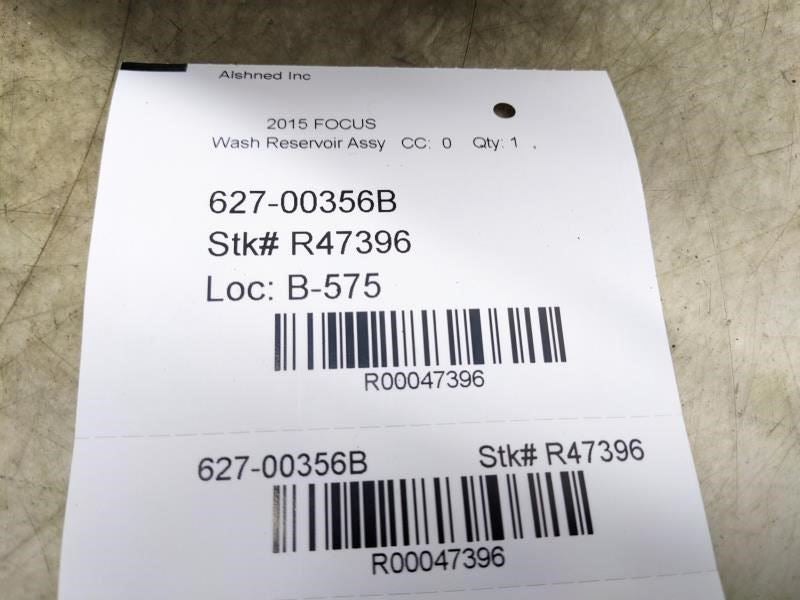 Alshned Inc
2015 FOCUS
Wash Reservoir Assy CC: 0 Qty: 1
627-00356B
Stk# R47396
Loc: B-575
R00047396
627-00356B Stk# R47396
R00047396